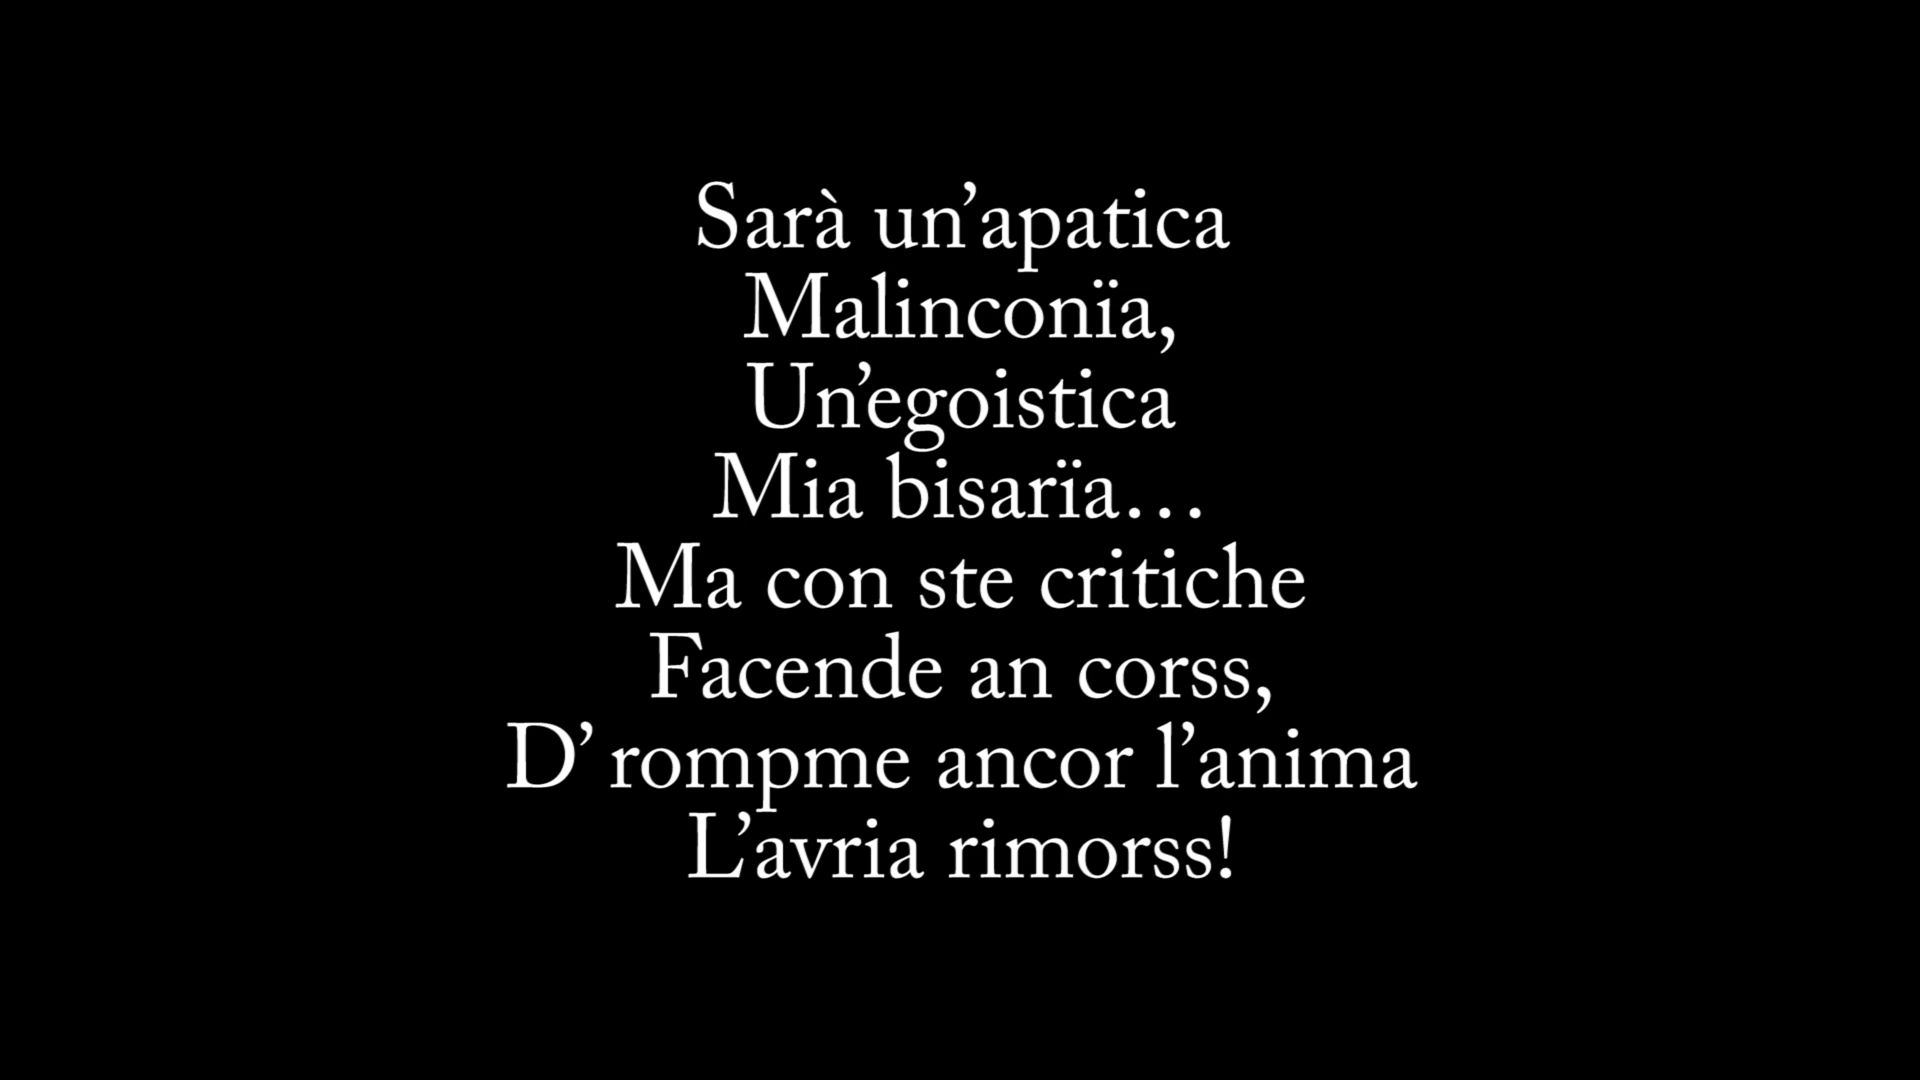 Sarà un’apatica
Malinconïa,
Un’egoistica
Mia bisarïa…
Ma con ste critiche
Facende an corss,
D’ rompme ancor l’anima
L’avria rimorss!